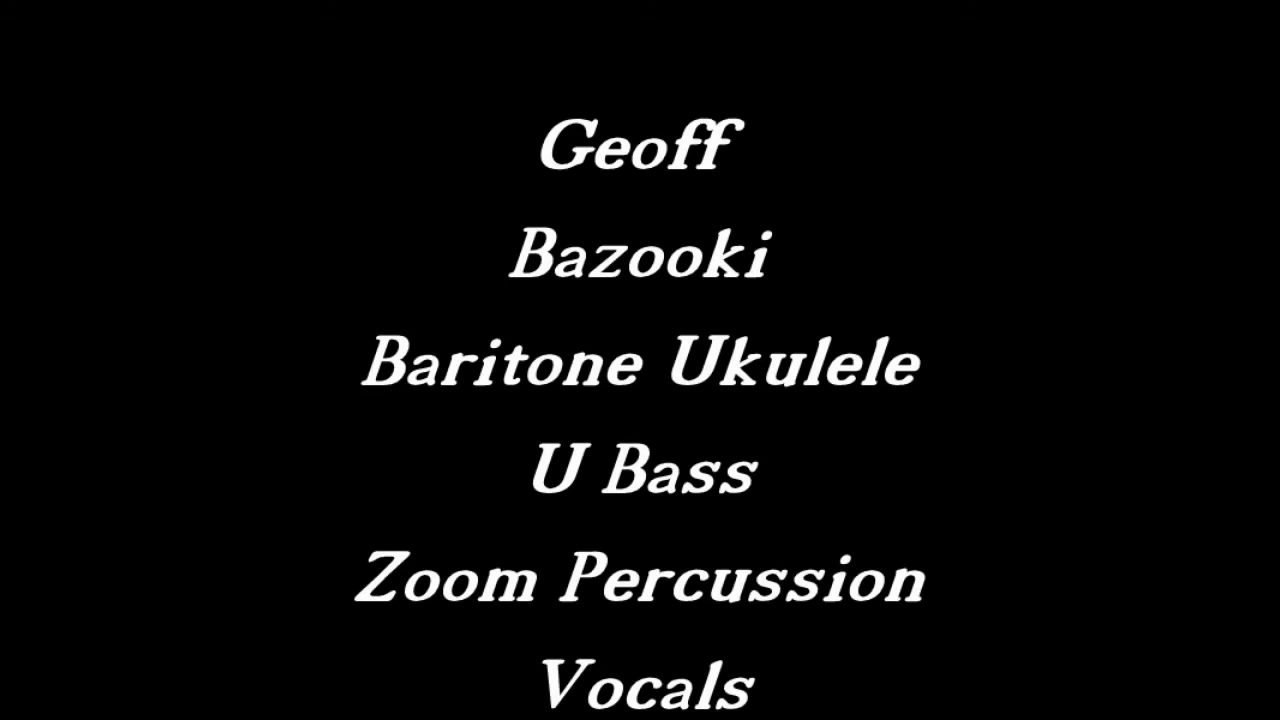 Geoff
Bazooki
Baritone Ukulele
U Bass
Zoom Percussion
Vocals